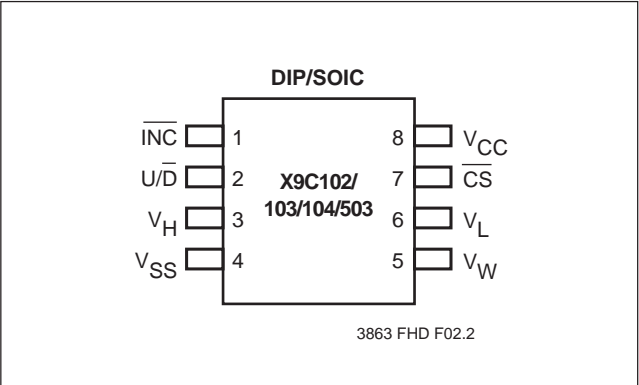 DIP/SOIC
INC 1 8 VCC
U/D 2 X9C102/ 7 CS
VH 3 103/104/503 6 VL
VSS 4 5 VW
3863 FHD F02.2